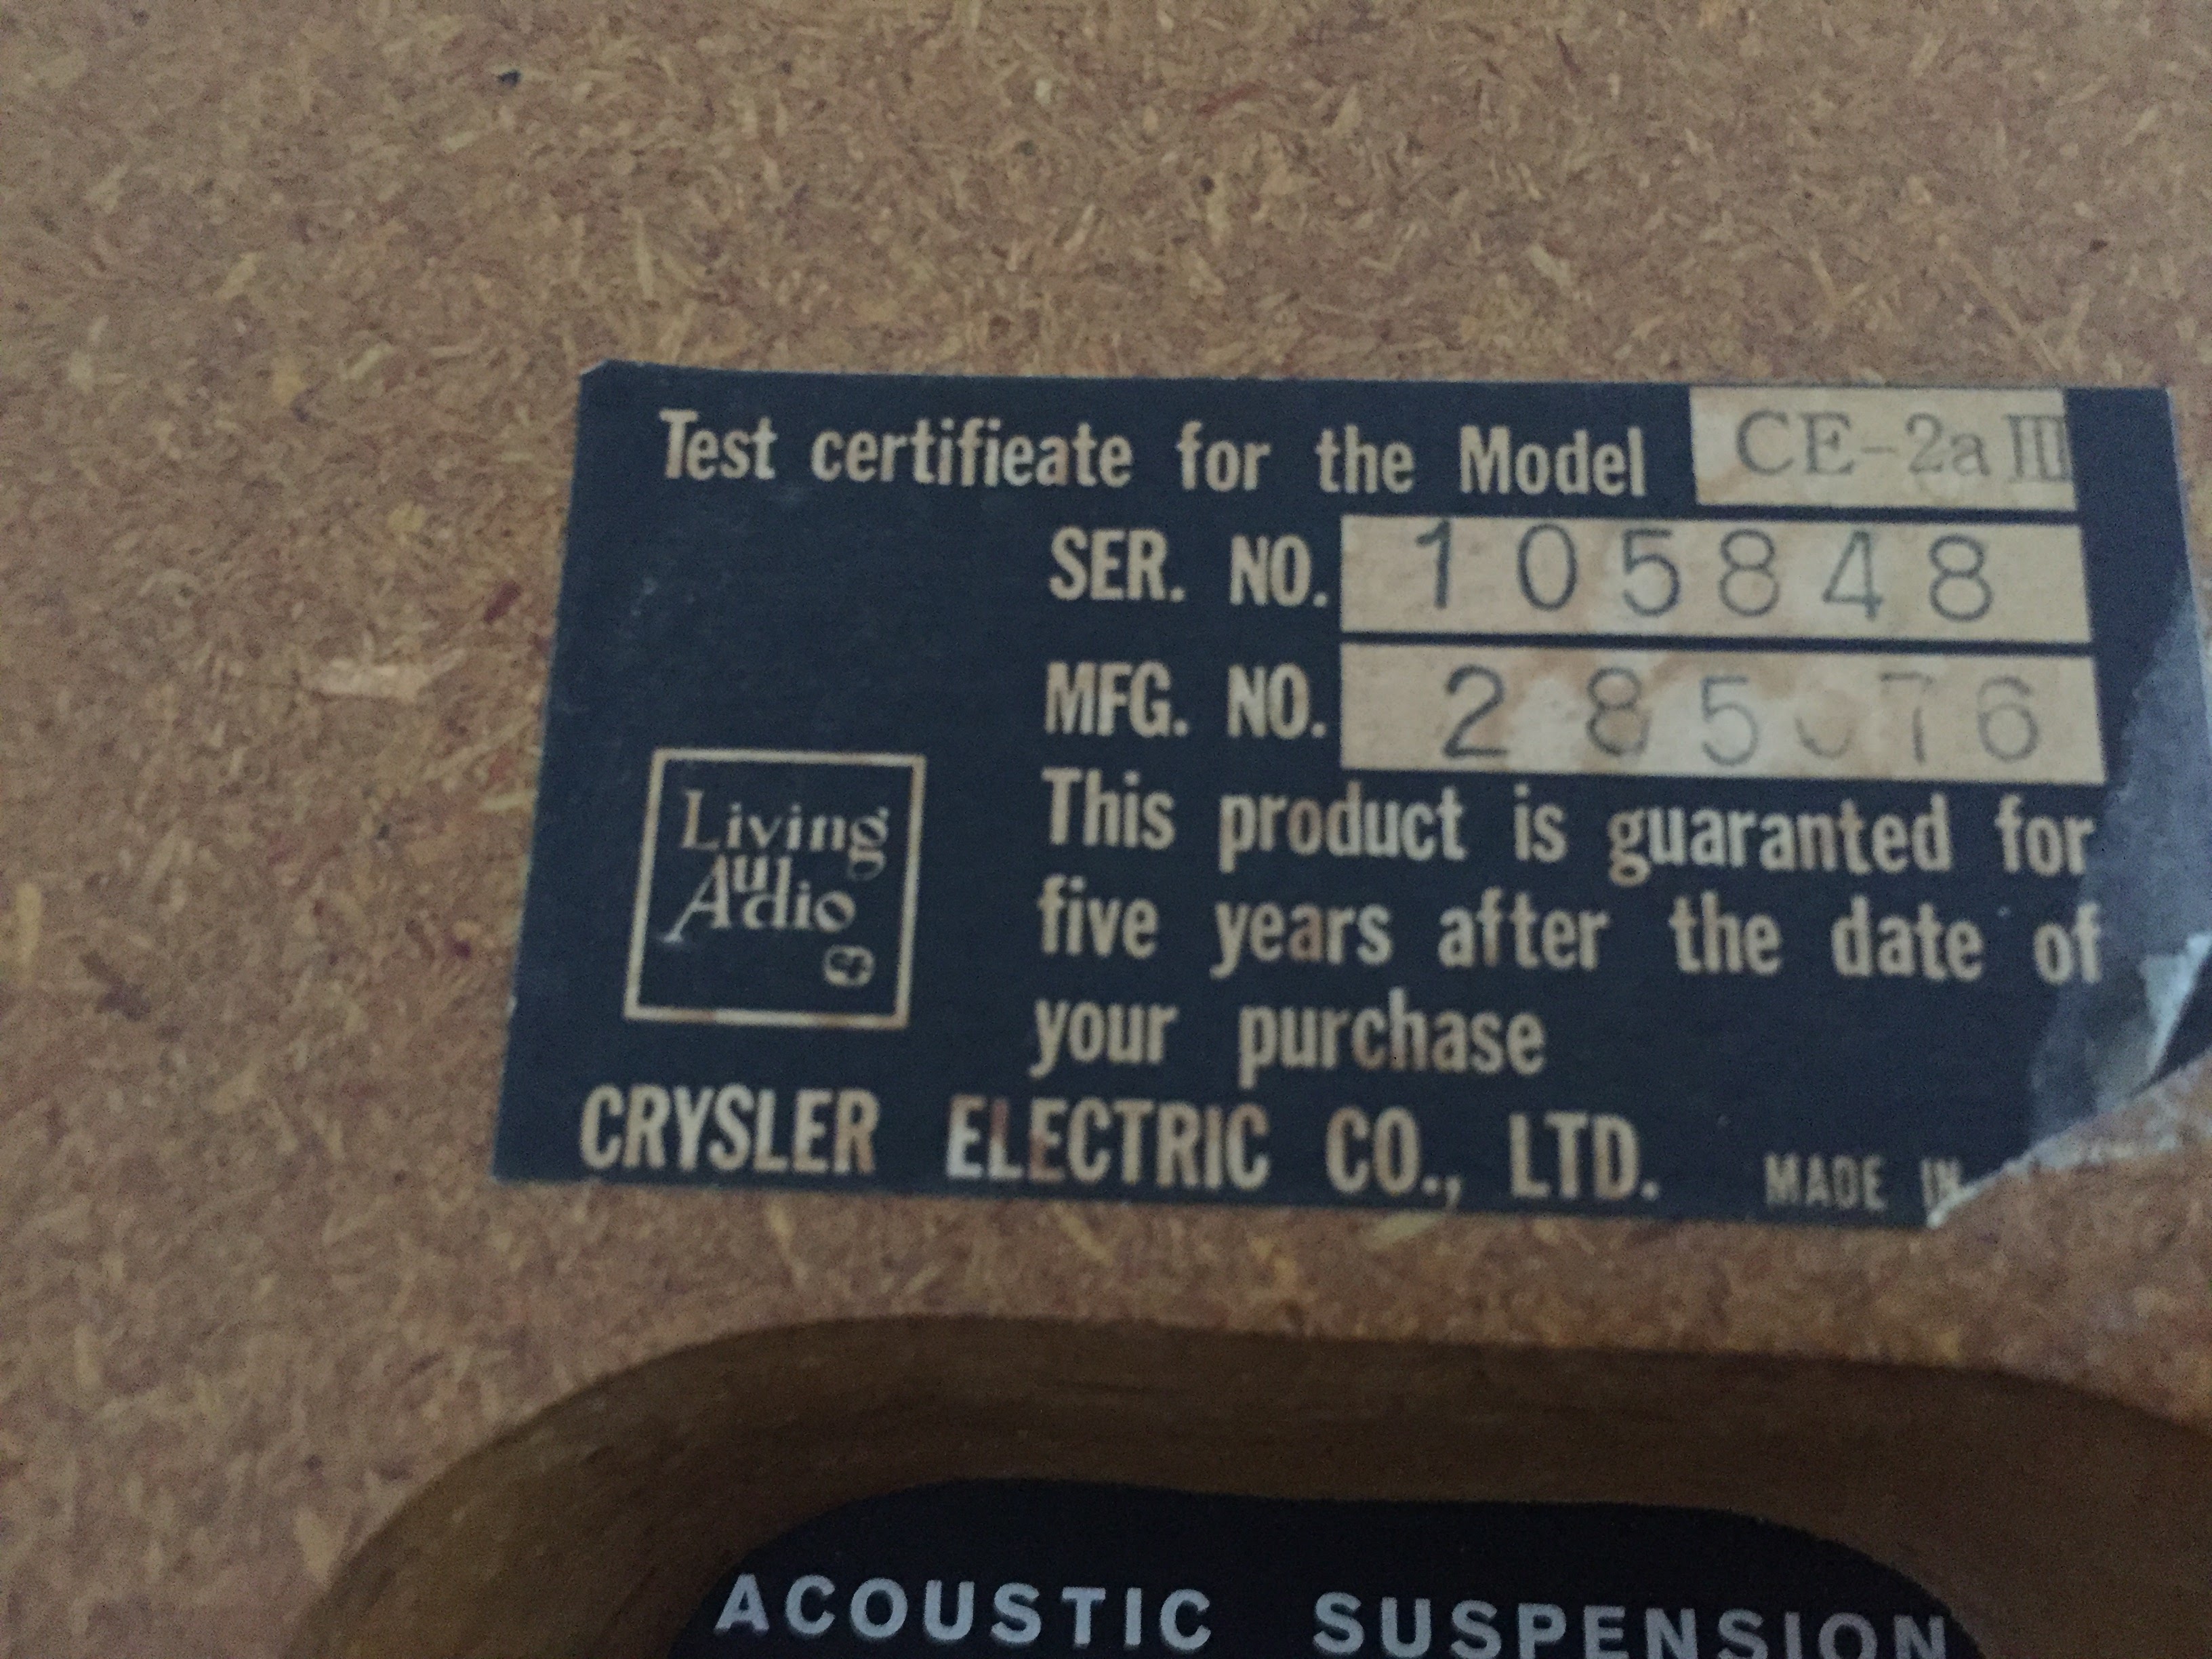 Test certifieate for the Model CE-2a III
SER. NO. 105848
MFG. NO.
This product is guaranted for
five years after the date of
your purchase
Living
Audio
CRYSLER ELECTRIC CO., LTD. MADE IN
ACOUSTIC SUSPENSION